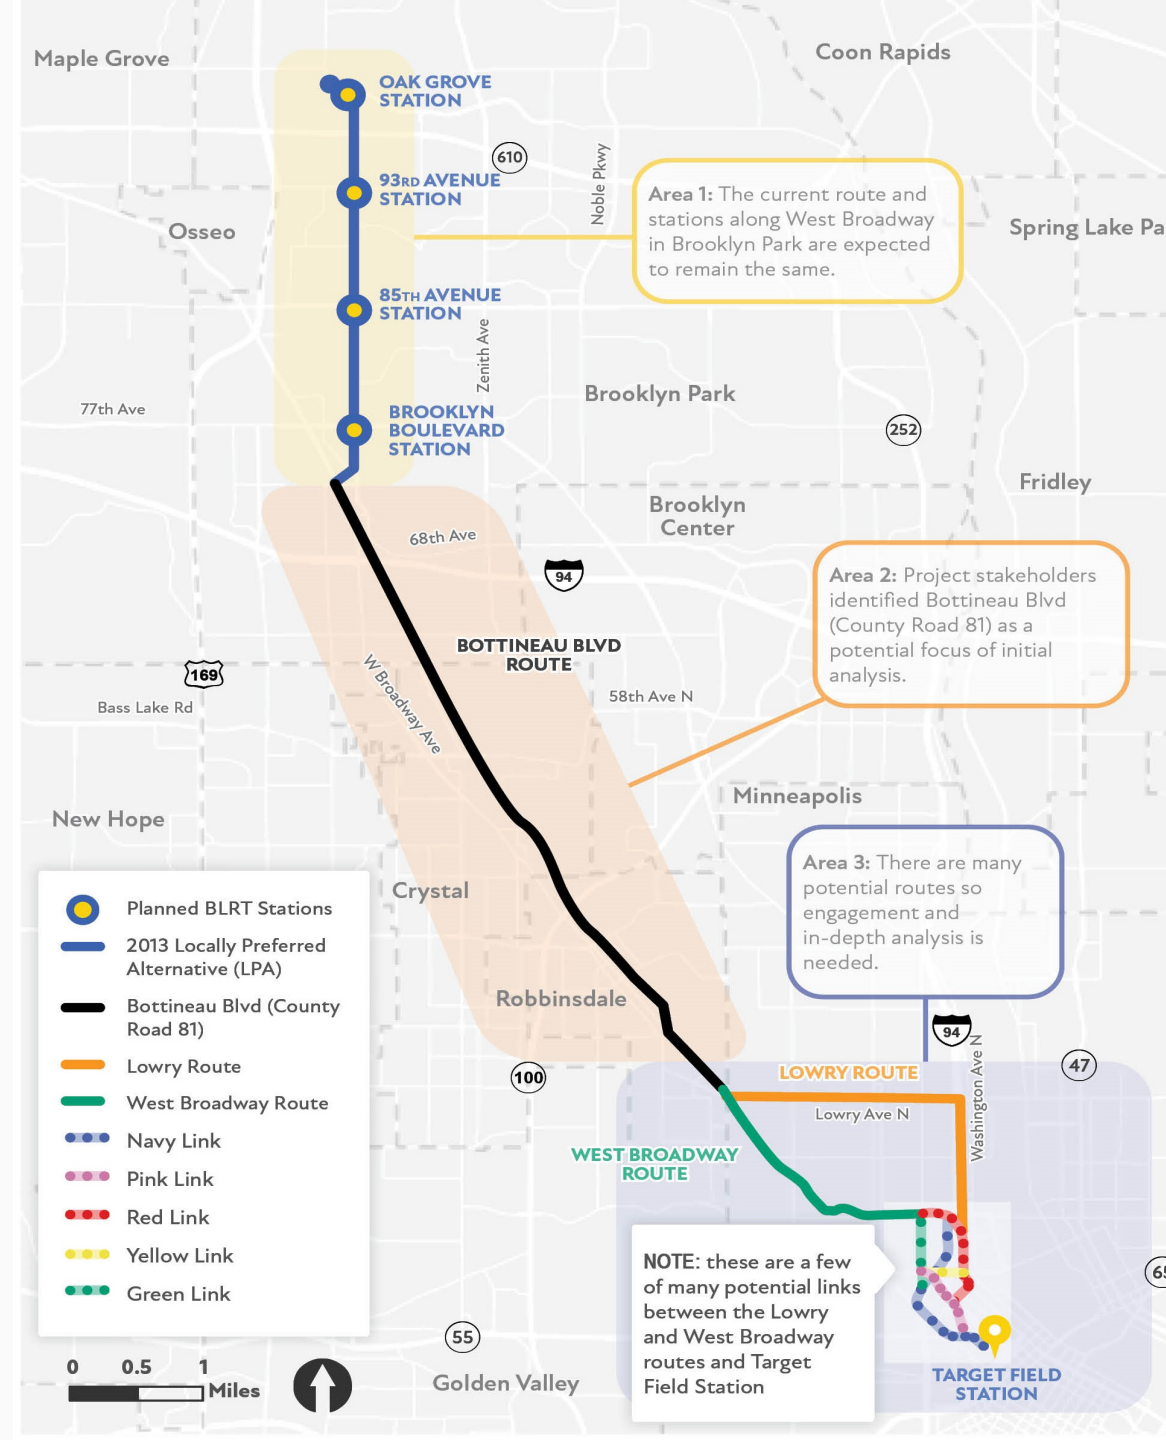 Maple Grove
Coon Rapids
OAK GROVE
STATION
610
93RD AVENUE
STATION
Noble Pkwy
Area 1: The current route and
stations along West Broadway
in Brooklyn Park are expected
to remain the same.
Osseo
Spring Lake Pa
85TH AVENUE
STATION
Zenith Ave
Brooklyn Park
77th Ave
BROOKLYN
BOULEVARD
STATION
252
Fridley
Brooklyn
Center
68th Ave
94
Area 2: Project stakeholders
identified Bottineau Blvd
(County Road 81) as a
potential focus of initial
analysis.
BOTTINEAU BLVD
ROUTE
169
W Broadway Ave
58th Ave N
Bass Lake Rd
Minneapolis
New Hope
Area 3: There are many
potential routes so
engagement and
in-depth analysis is
needed.
Crystal
Planned BLRT Stations
2013 Locally Preferred
Alternative (LPA)
Bottineau Blvd (County
Road 81)
Lowry Route
West Broadway Route
Navy Link
Pink Link
Red Link
Yellow Link
Green Link
Robbinsdale
94
Washington Ave N
100
LOWRY ROUTE
47
Lowry Ave N
WEST BROADWAY
ROUTE
NOTE: these are a few
of many potential links
between the Lowry
and West Broadway
routes and Target
Field Station
65
55
TARGET FIELD
STATION
Golden Valley
0 0.5 1
Miles